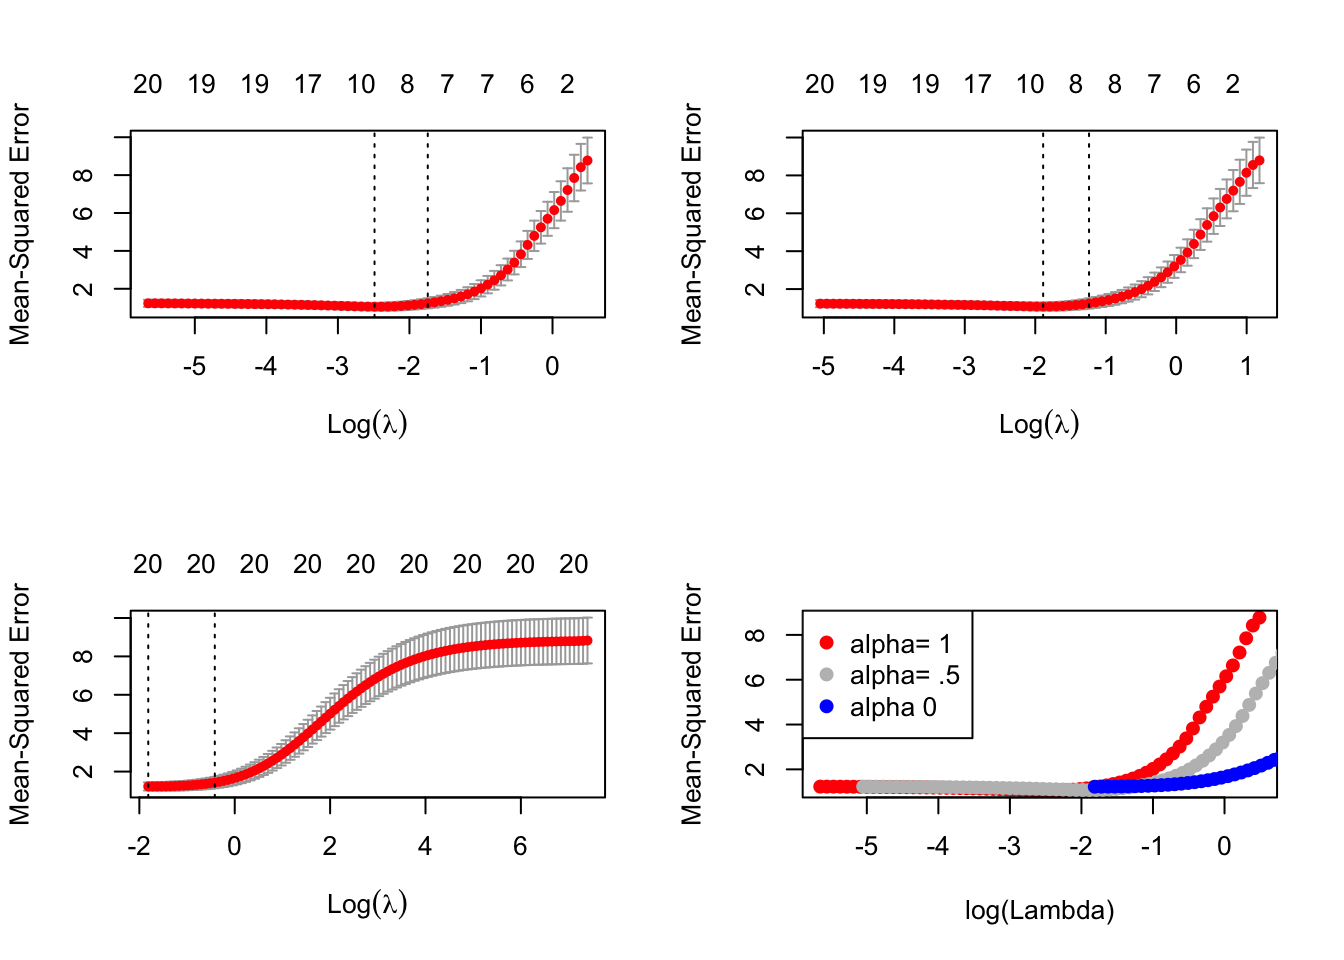 20 19 19 17 10 8 7 7 6 2
Mean-Squared Error
2 4 6 8
-5 -4 -3 -2 -1 0
Log(λ)
20 19 19 17 10 8 8 7 6 2
Mean-Squared Error
2 4 6 8
-5 -4 -3 -2 -1 0 1
Log(λ)
20 20 20 20 20 20 20 20 20
Mean-Squared Error
2 4 6 8
-2 0 2 4 6
Log(λ)
Mean-Squared Error
2 4 6 8
alpha= 1
alpha= .5
alpha 0
-5 -4 -3 -2 -1 0
log(Lambda)